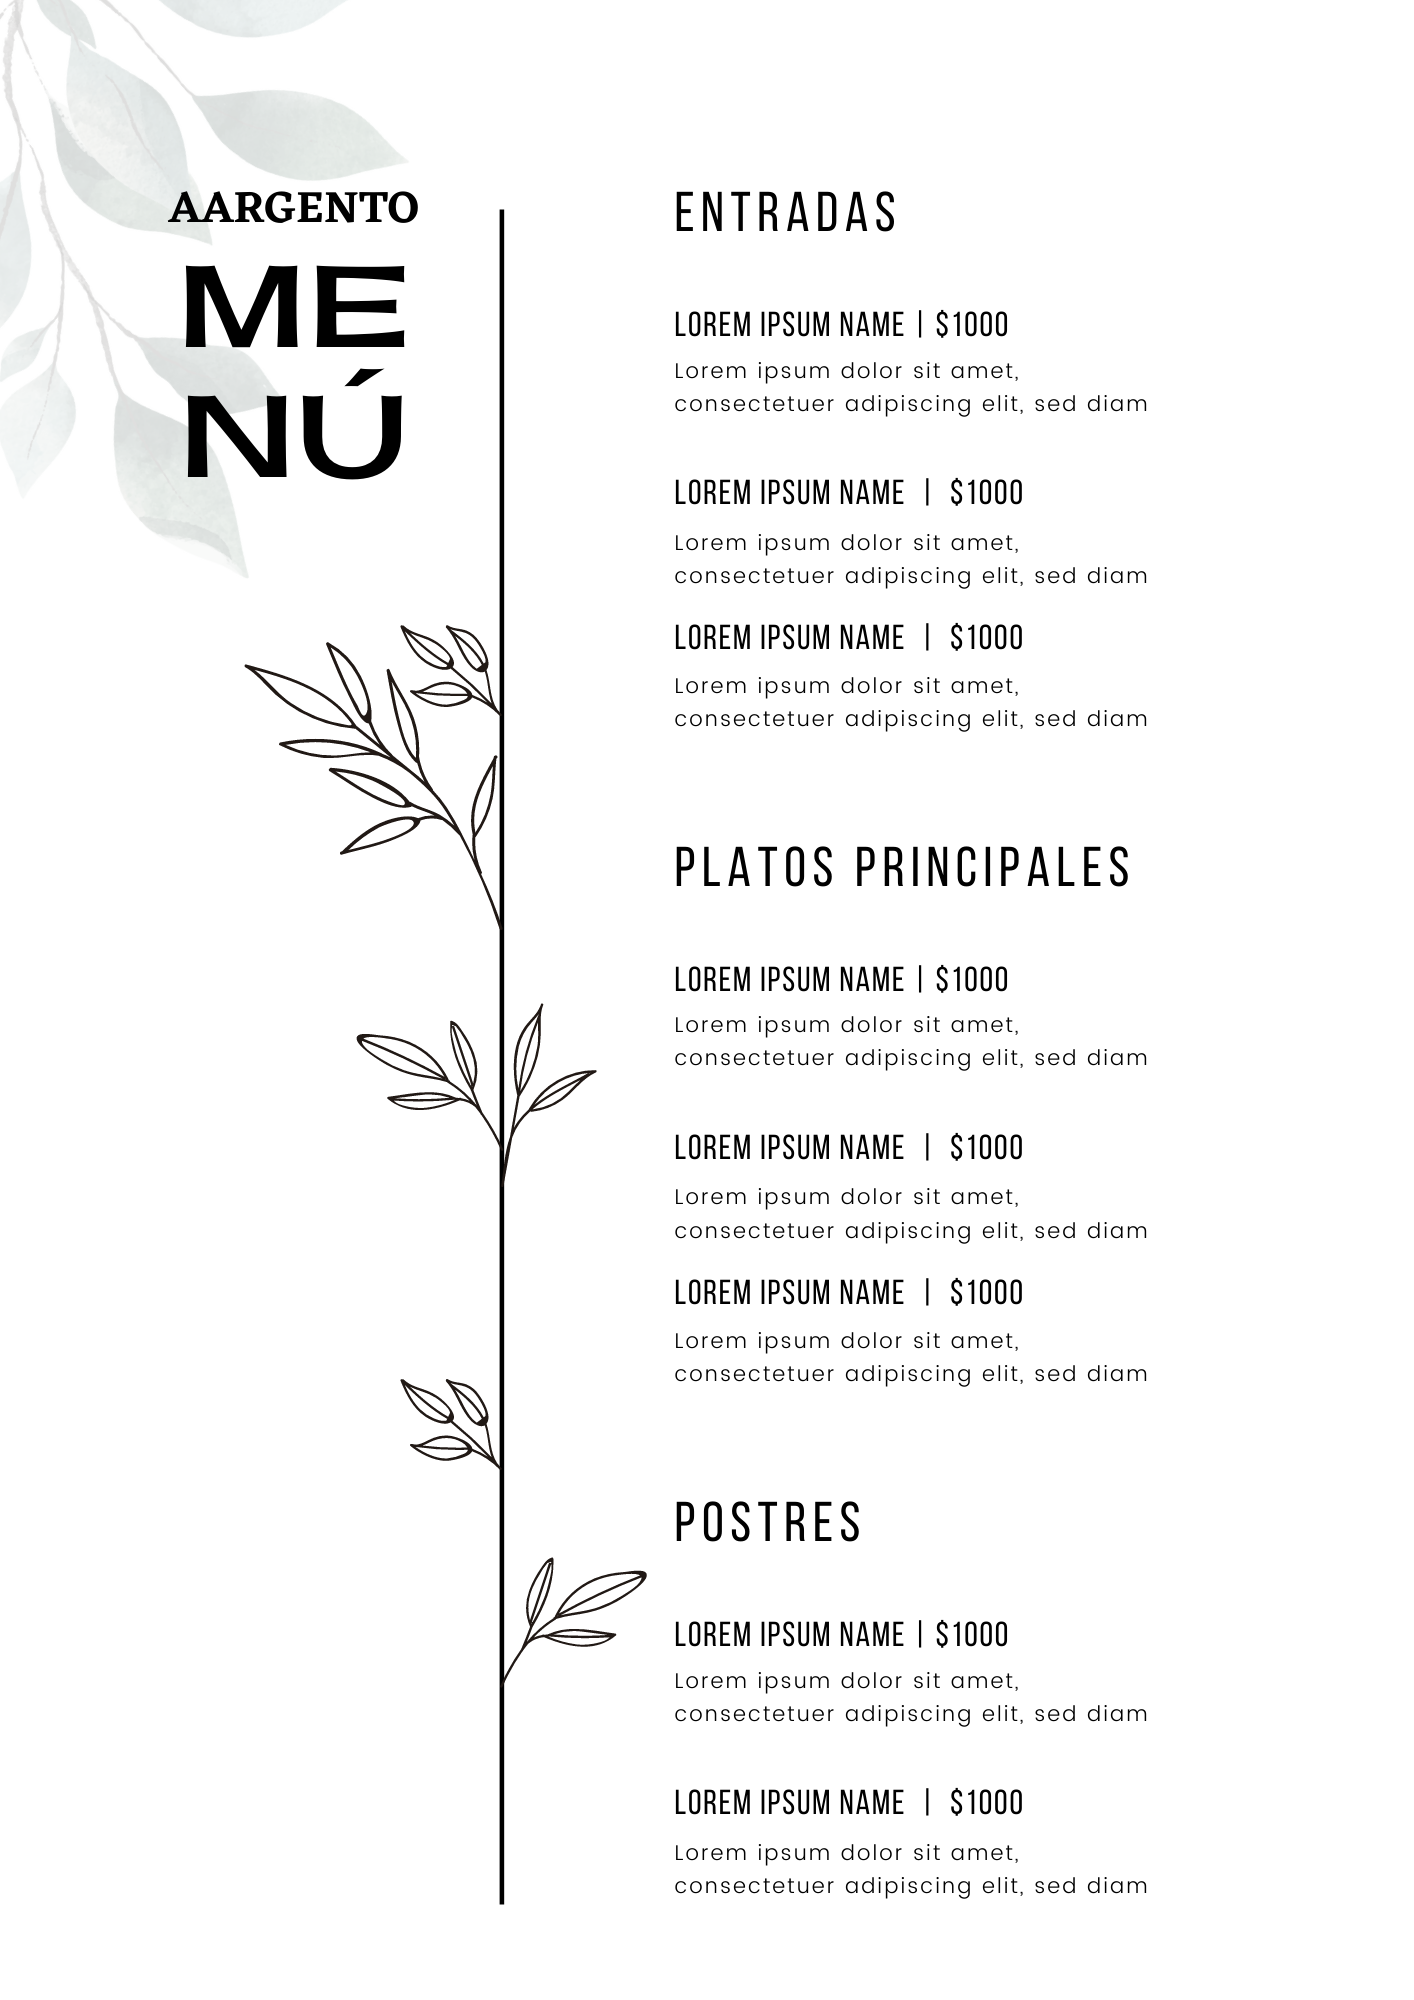 AARGENTO
ME
NÚ
ENTRADAS
LOREM IPSUM NAME | $1000
Lorem ipsum dolor sit amet,
consectetuer adipiscing elit, sed diam
LOREM IPSUM NAME | $1000
Lorem ipsum dolor sit amet,
consectetuer adipiscing elit, sed diam
LOREM IPSUM NAME | $1000
Lorem ipsum dolor sit amet,
consectetuer adipiscing elit, sed diam
PLATOS PRINCIPALES
LOREM IPSUM NAME | $1000
Lorem ipsum dolor sit amet,
consectetuer adipiscing elit, sed diam
LOREM IPSUM NAME | $1000
Lorem ipsum dolor sit amet,
consectetuer adipiscing elit, sed diam
LOREM IPSUM NAME | $1000
Lorem ipsum dolor sit amet,
consectetuer adipiscing elit, sed diam
POSTRES
LOREM IPSUM NAME | $1000
Lorem ipsum dolor sit amet,
consectetuer adipiscing elit, sed diam
LOREM IPSUM NAME | $1000
Lorem ipsum dolor sit amet,
consectetuer adipiscing elit, sed diam